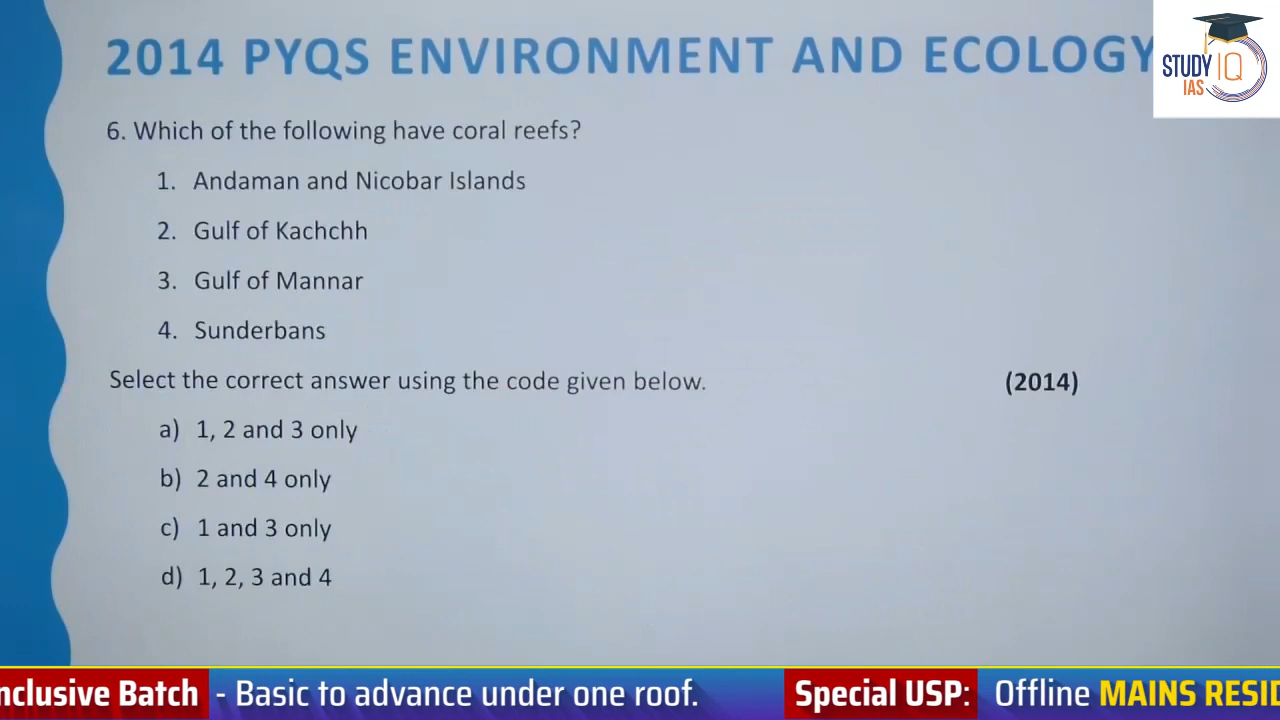 2014 PYQS ENVIRONMENT AND ECOLOGY
STUDY IQ
IAS
6. Which of the following have coral reefs?
1. Andaman and Nicobar Islands
2. Gulf of Kachchh
3. Gulf of Mannar
4. Sunderbans
Select the correct answer using the code given below. (2014)
a) 1, 2 and 3 only
b) 2 and 4 only
c) 1 and 3 only
d) 1, 2, 3 and 4
nclusive Batch - Basic to advance under one roof. Special USP: Offline MAINS RESID